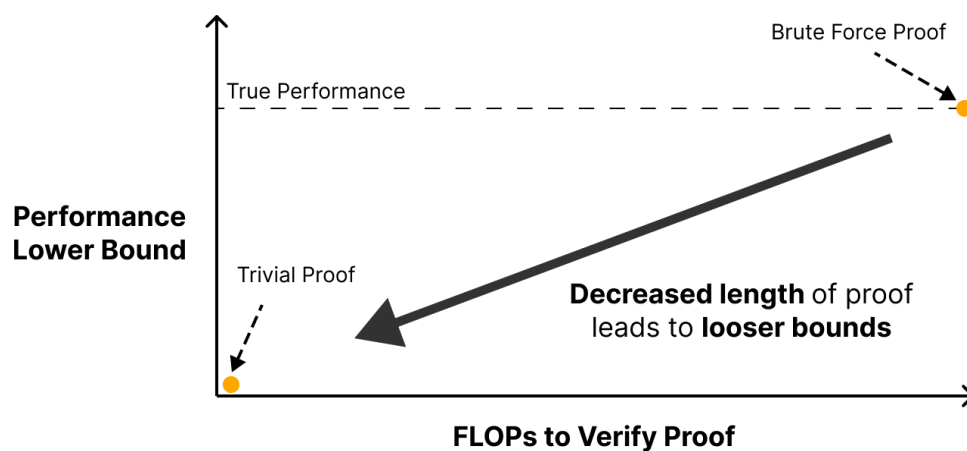 Brute Force Proof
True Performance
Performance
Lower Bound
Trivial Proof
Decreased length of proof
leads to looser bounds
FLOPs to Verify Proof